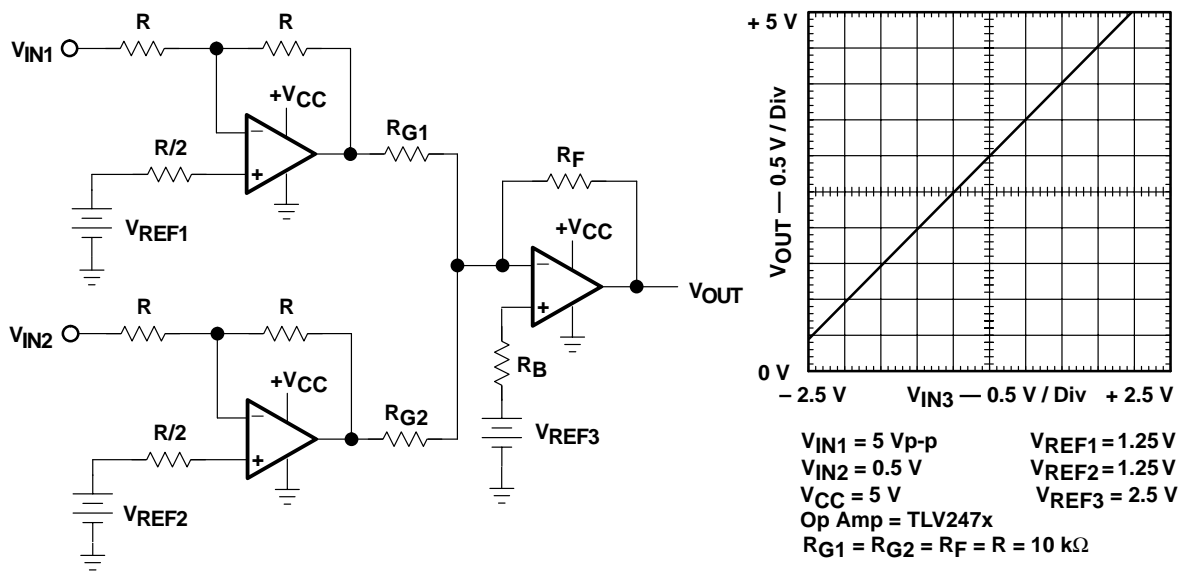 R
R
VIN1
+VCC
RG1
R/2
VREF1
RF
+VCC
VOUT
RB
VREF3
R
R
VIN2
+VCC
RG2
R/2
VREF2
+ 5 V
VOUT — 0.5 V / Div
0 V
– 2.5 V
VIN3 — 0.5 V / Div
+ 2.5 V
VIN1 = 5 Vp-p
VREF1 = 1.25 V
VIN2 = 0.5 V
VREF2 = 1.25 V
VCC = 5 V
VREF3 = 2.5 V
Op Amp = TLV247x
RG1 = RG2 = RF = R = 10 kΩ